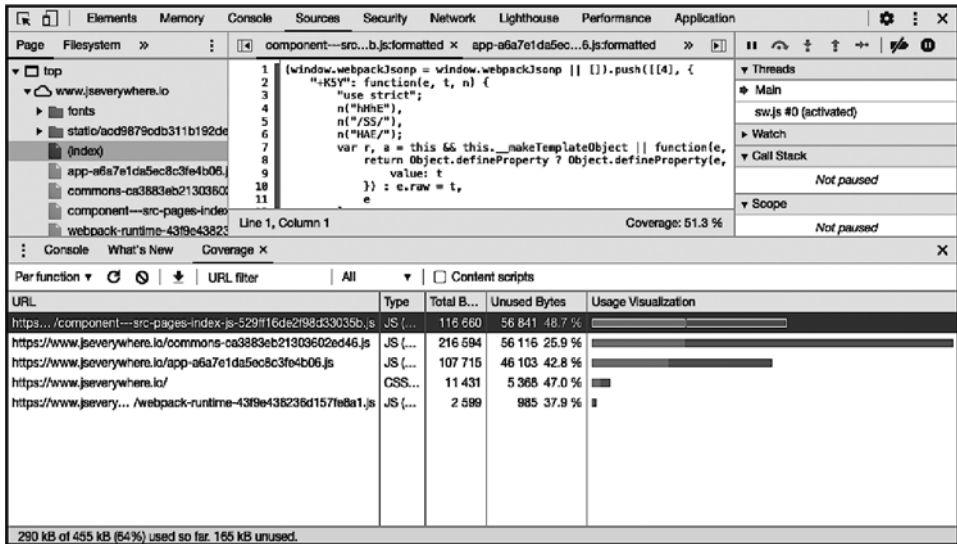 Elements Memory Console Sources Security Network Lighthouse Performance Application
Page Filesystem » component---src...b.js:formatted × app-a6a7e1da5ec...6.js:formatted »
top
www.jseverywhere.io
fonts
static/acd9879cdb311b192de
(index)
app-a6a7e1da5ec8c3fe4b06.j
commons-ca3883eb21303602
component---src-pages-index
webpack-runtime-43f9e43823
1 (window.webpackJsonp = window.webpackJsonp || []).push([[4], {
2 "+K5Y": function(e, t, n) {
3 "use strict";
4 n("hHhE"),
5 n("/SS/"),
6 n("HAE/");
7 var r, a = this && this.__makeTemplateObject || function(e,
8 return Object.defineProperty ? Object.defineProperty(e,
9 value: t
10 }) : e.raw = t,
11 e
Line 1, Column 1 Coverage: 51.3 %
Threads
Main
sw.js #0 (activated)
Watch
Call Stack
Not paused
Scope
Not paused
Console What's New Coverage ×
Per function URL filter All Content scripts
URL Type Total B... Unused Bytes Usage Visualization
https... /component---src-pages-index-js-529ff16de2f98d33035b.js JS (... 116 660 56 841 48.7 %
https://www.jseverywhere.io/commons-ca3883eb21303602ed46.js JS (... 216 594 56 116 25.9 %
https://www.jseverywhere.io/app-a6a7e1da5ec8c3fe4b06.js JS (... 107 715 46 103 42.8 %
https://www.jseverywhere.io/ CSS... 11 431 5 368 47.0 %
https://www.jsevery... /webpack-runtime-43f9e438236d157fe8a1.js JS (... 2 599 985 37.9 %
290 kB of 455 kB (64%) used so far. 165 kB unused.